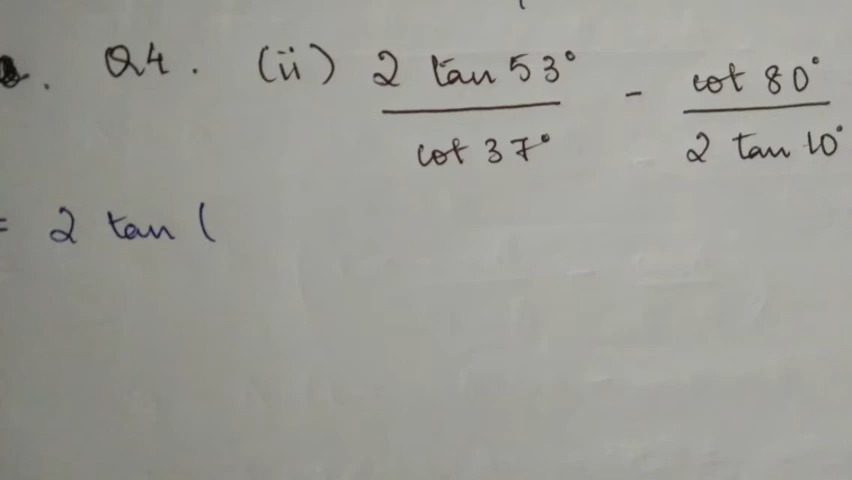 Q4. (ii) 2 tan 53° / cot 37° - cot 80° / 2 tan 10°
= 2 tan (